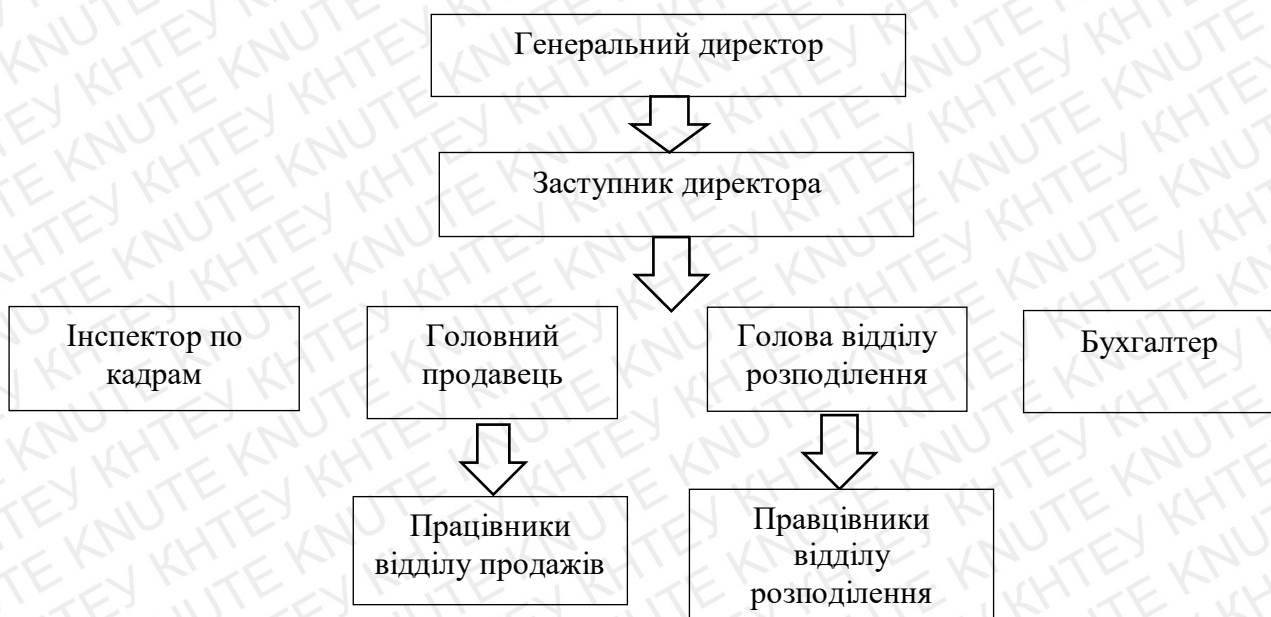 Генеральний директор
Заступник директора
Інспектор по
кадрам
Головний
продавець
Голова відділу
розподілення
Бухгалтер
Працівники
відділу продажів
Правцівники
відділу
розподілення